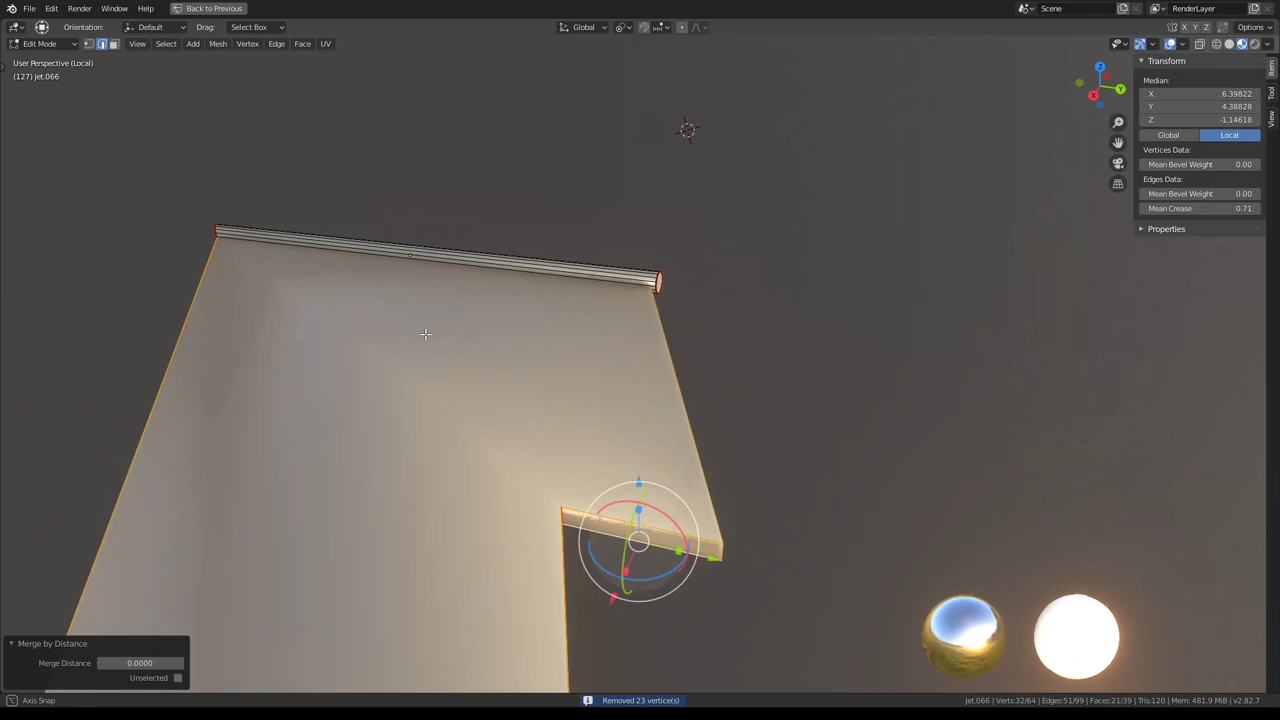 File Edit Render Window Help Back to Previous Scene RenderLayer
Orientation: Default Drag: Select Box Global X Y Z Options
Edit Mode View Select Add Mesh Vertex Edge Face UV
User Perspective (Local)
(127) Jet.066
Transform
Median:
X 6.39822
Y 4.38828
Z -1.14618
Global Local
Vertices Data:
Mean Bevel Weight 0.00
Edges Data:
Mean Bevel Weight 0.00
Mean Crease 0.71
Properties
Item
Tool
View
Z
Y
X
Merge by Distance
Merge Distance 0.0000
Unselected
Axis Snap Removed 23 vertice(s) Jet.066 | Verts:32/64 | Edges:51/99 | Faces:21/39 | Tris:120 | Mem: 481.9 MiB | v2.82.7